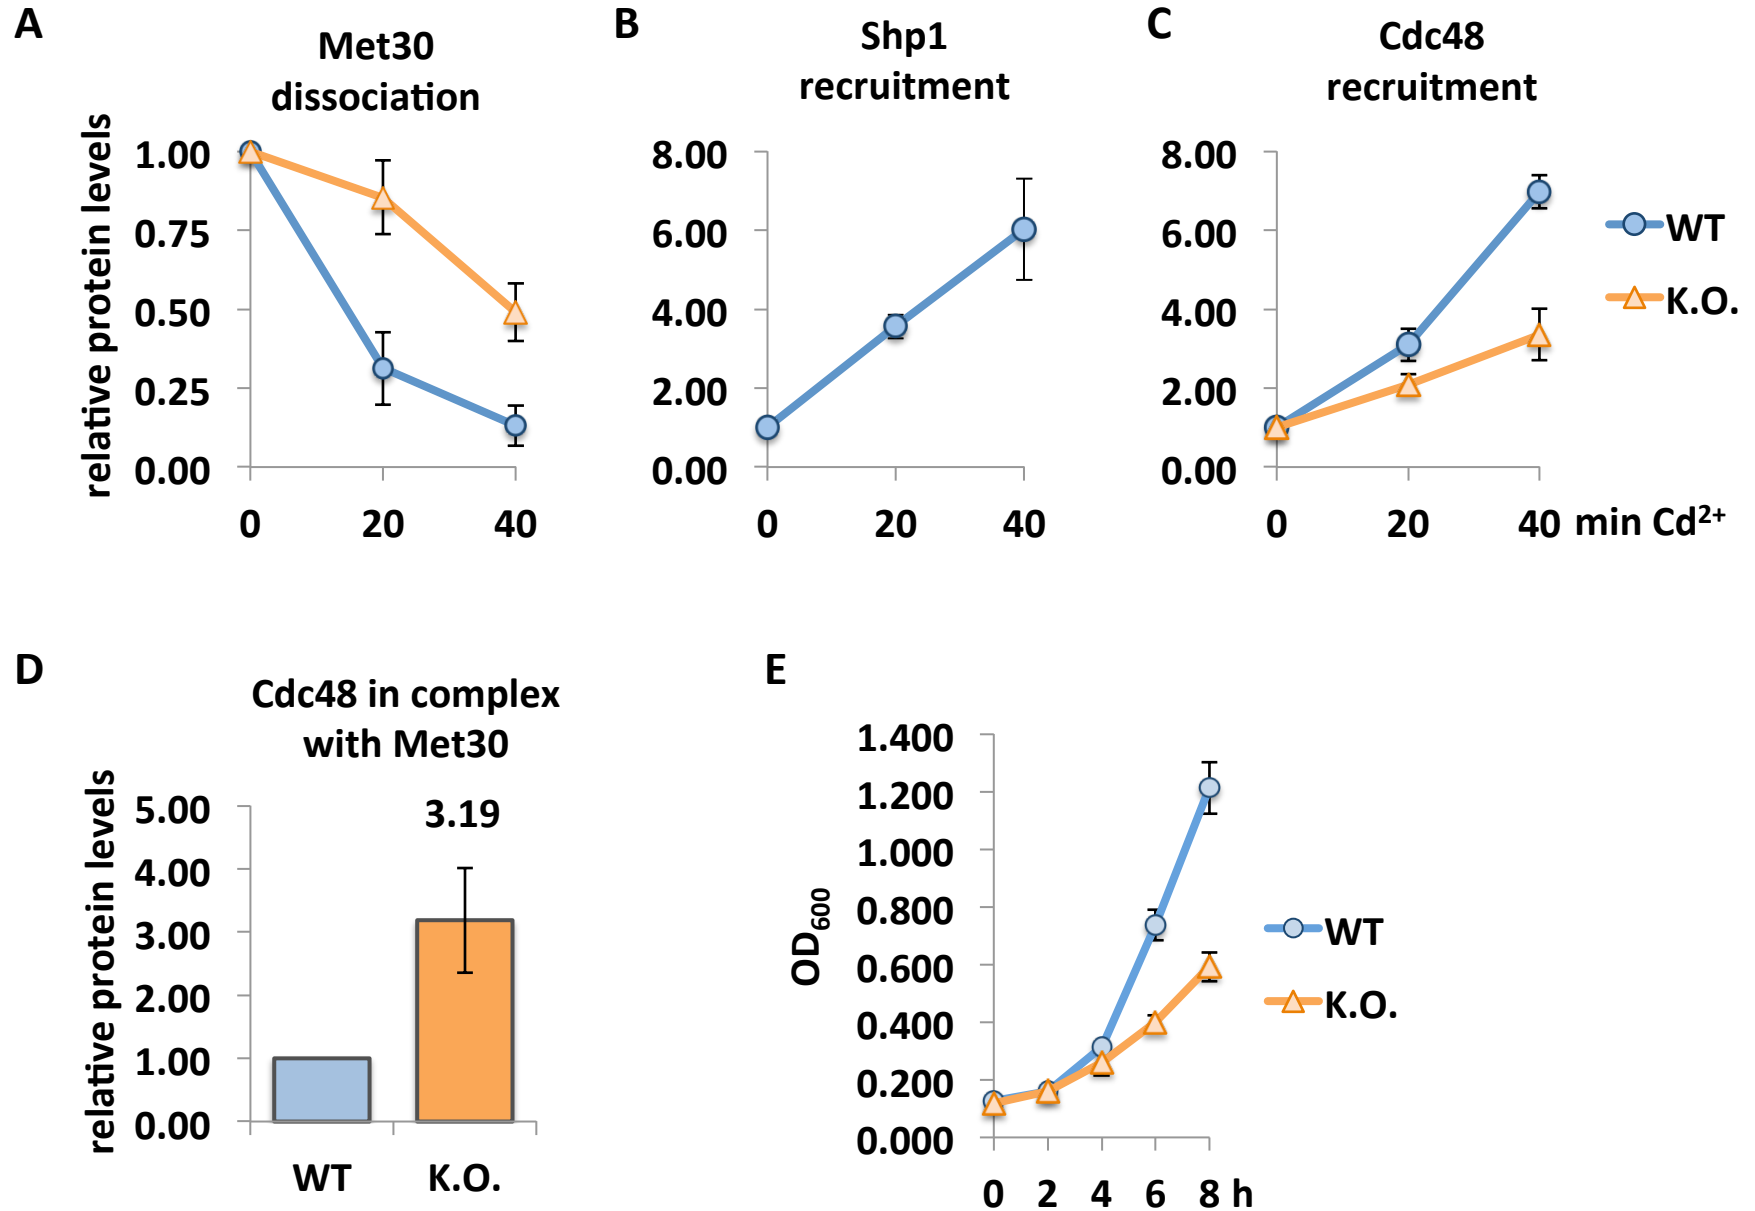 A
Met30
dissociation
relative protein levels
1.00
0.75
0.50
0.25
0.00
0 20 40
B
Shp1
recruitment
8.00
6.00
4.00
2.00
0.00
0 20 40
C
Cdc48
recruitment
8.00
6.00
4.00
2.00
0.00
0 20 40 min Cd²⁺
WT
K.O.
D
Cdc48 in complex
with Met30
relative protein levels
5.00
4.00
3.00
2.00
1.00
0.00
3.19
WT K.O.
E
OD₆₀₀
1.400
1.200
1.000
0.800
0.600
0.400
0.200
0.000
0 2 4 6 8 h
WT
K.O.